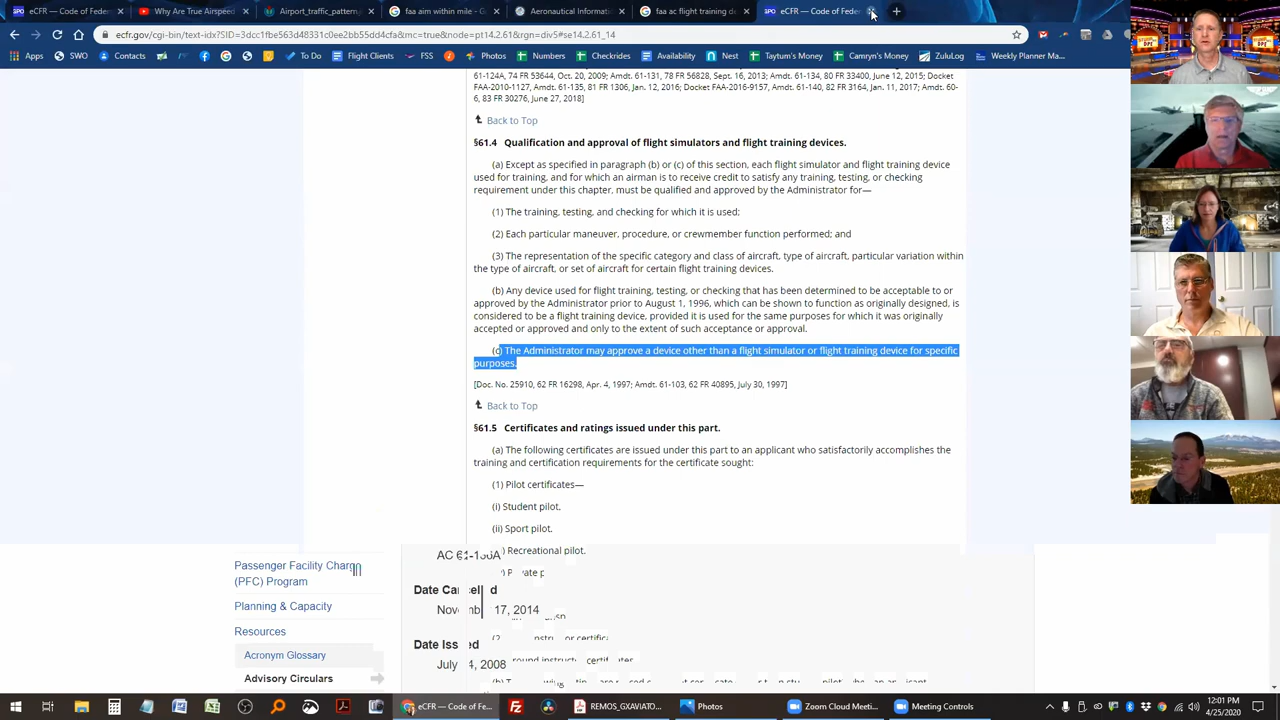 eCFR — Code of Feder
Why Are True Airspeed
Airport_traffic_pattern.
faa aim within mile - G
Aeronautical Informati
faa ac flight training de
eCFR — Code of Feder
ecfr.gov/cgi-bin/text-idx?SID=3dcc1fbe563d48331c0ee2bb55dd4cfa&mc=true&node=pt14.2.61&rgn=div5#se14.2.61_14
Apps
SWO
Contacts
To Do
Flight Clients
FSS
Photos
Numbers
Checkrides
Availability
Nest
Taytum's Money
Camryn's Money
ZuluLog
Weekly Planner Ma...
61-124A, 74 FR 53644, Oct. 20, 2009; Amdt. 61-131, 78 FR 56828, Sept. 16, 2013; Amdt. 61-134, 80 FR 33400, June 12, 2015; Docket
FAA-2010-1127, Amdt. 61-135, 81 FR 1306, Jan. 12, 2016; Docket FAA-2016-9157, Amdt. 61-140, 82 FR 3164, Jan. 11, 2017; Amdt. 60-
6, 83 FR 30276, June 27, 2018]
Back to Top
§61.4 Qualification and approval of flight simulators and flight training devices.
(a) Except as specified in paragraph (b) or (c) of this section, each flight simulator and flight training device
used for training, and for which an airman is to receive credit to satisfy any training, testing, or checking
requirement under this chapter, must be qualified and approved by the Administrator for—
(1) The training, testing, and checking for which it is used;
(2) Each particular maneuver, procedure, or crewmember function performed; and
(3) The representation of the specific category and class of aircraft, type of aircraft, particular variation within
the type of aircraft, or set of aircraft for certain flight training devices.
(b) Any device used for flight training, testing, or checking that has been determined to be acceptable to or
approved by the Administrator prior to August 1, 1996, which can be shown to function as originally designed, is
considered to be a flight training device, provided it is used for the same purposes for which it was originally
accepted or approved and only to the extent of such acceptance or approval.
(c) The Administrator may approve a device other than a flight simulator or flight training device for specific
purposes.
[Doc. No. 25910, 62 FR 16298, Apr. 4, 1997; Amdt. 61-103, 62 FR 40895, July 30, 1997]
Back to Top
§61.5 Certificates and ratings issued under this part.
(a) The following certificates are issued under this part to an applicant who satisfactorily accomplishes the
training and certification requirements for the certificate sought:
(1) Pilot certificates—
(i) Student pilot.
(ii) Sport pilot.
) Recreational pilot.
Passenger Facility Charge
(PFC) Program
Planning & Capacity
Resources
Acronym Glossary
Advisory Circulars
AC 61-136A
Date Cancelled
November 17, 2014
Date Issued
July 14, 2008
eCFR — Code of Fe...
REMOS_GXAVIATO...
Photos
Zoom Cloud Meeti...
Meeting Controls
12:01 PM
4/25/2020